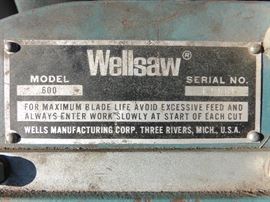 Wellsaw®
MODEL SERIAL NO.
600
FOR MAXIMUM BLADE LIFE AVOID EXCESSIVE FEED AND
ALWAYS ENTER WORK SLOWLY AT START OF EACH CUT
WELLS MANUFACTURING CORP. THREE RIVERS, MICH., U.S.A.